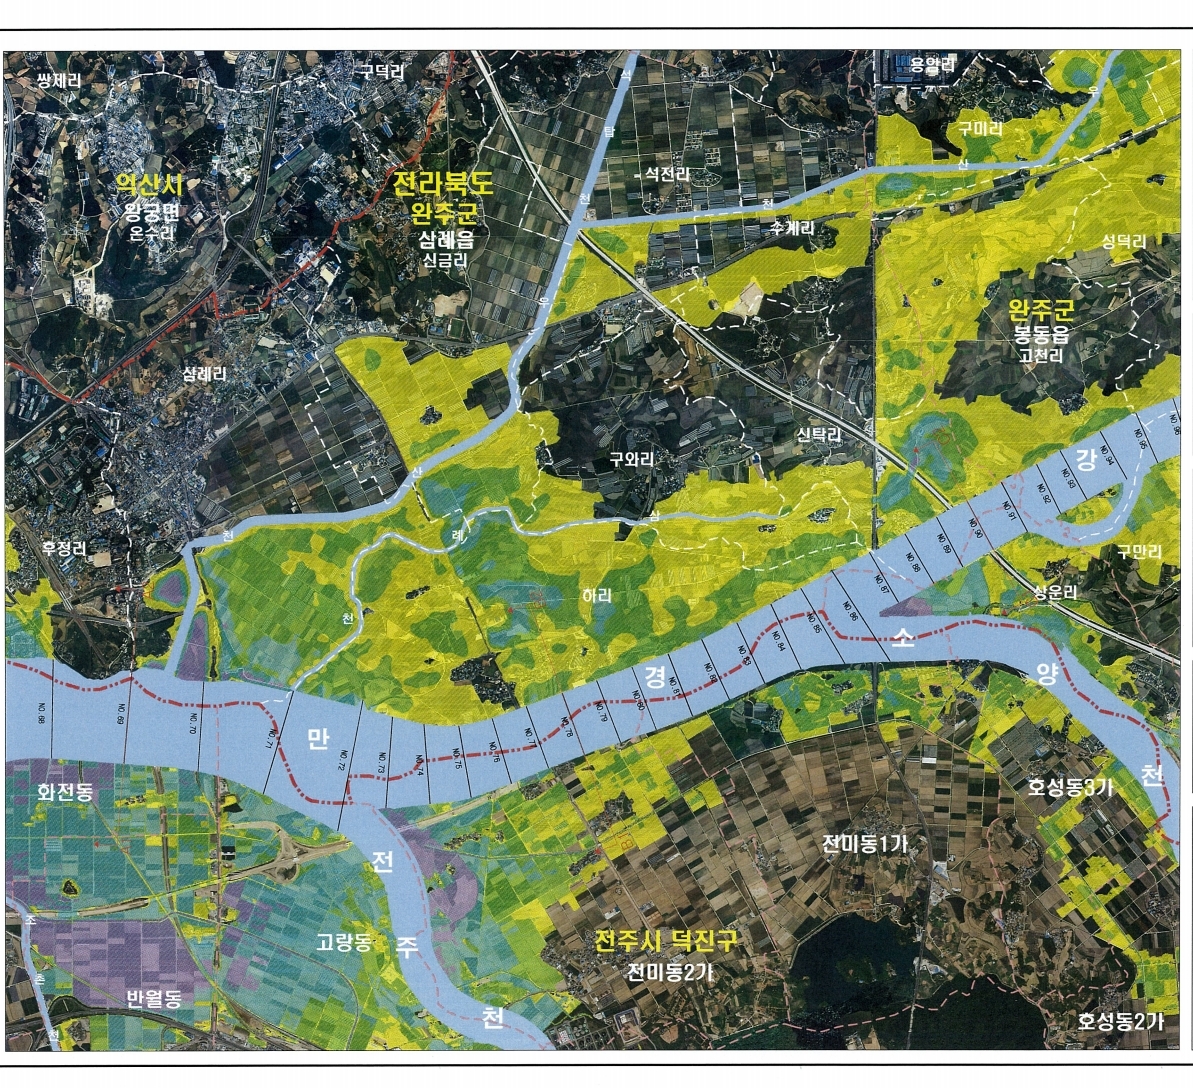 쌍제리
구덕리
용암리
우
석
탑
천
구미리
산
석전리
천
익산시
왕궁면
온수리
전라북도
완주군
삼례읍
신금리
수계리
성덕리
우
완주군
봉동읍
고천리
삼례리
신탁리
구와리
강
산
천
례
삼
후정리
하리
천
구만리
상운리
소
양
천
경
만
NO.68
NO.69
NO.70
NO.71
NO.72
NO.73
NO.74
NO.75
NO.76
NO.77
NO.78
NO.79
NO.80
NO.81
NO.82
NO.83
NO.84
NO.85
NO.86
NO.87
NO.88
NO.89
NO.90
NO.91
NO.92
NO.93
NO.94
NO.95
NO.96
화전동
호성동3가
전미동1가
전
주
천
고랑동
전주시 덕진구
전미동2가
조
촌
천
반월동
호성동2가